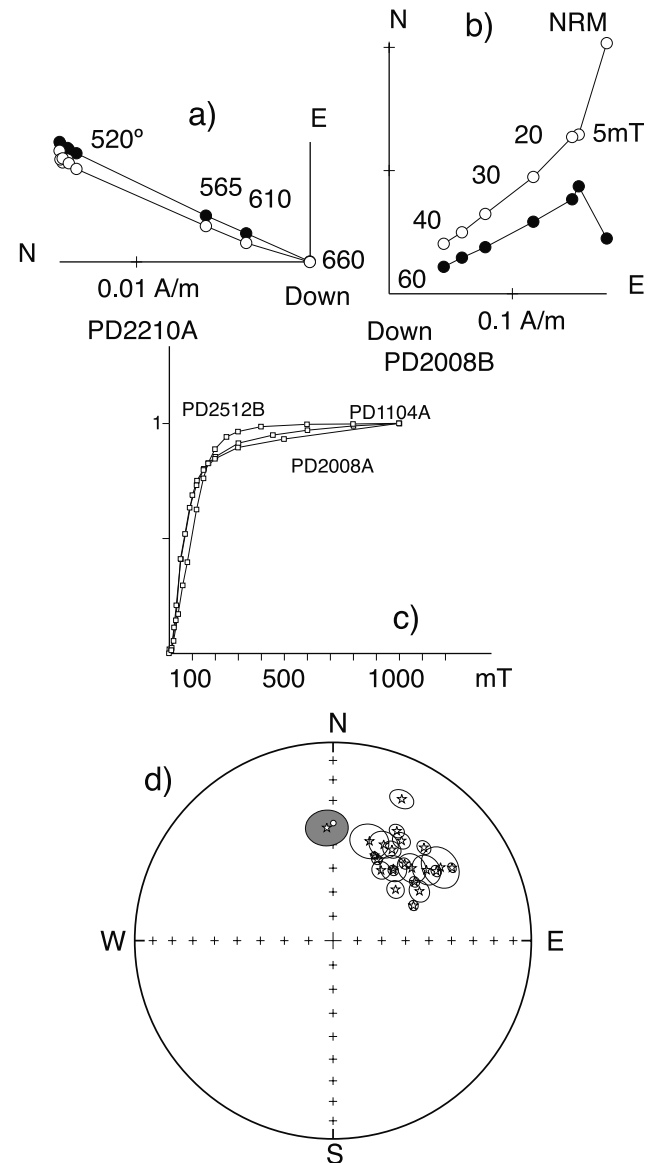 a)
E
520º
565
610
N
660
0.01 A/m
Down
PD2210A
N
b)
NRM
20
5mT
30
40
60
E
0.1 A/m
Down
PD2008B
1
PD2512B
PD1104A
PD2008A
c)
100
500
1000
mT
N
d)
W
E
S